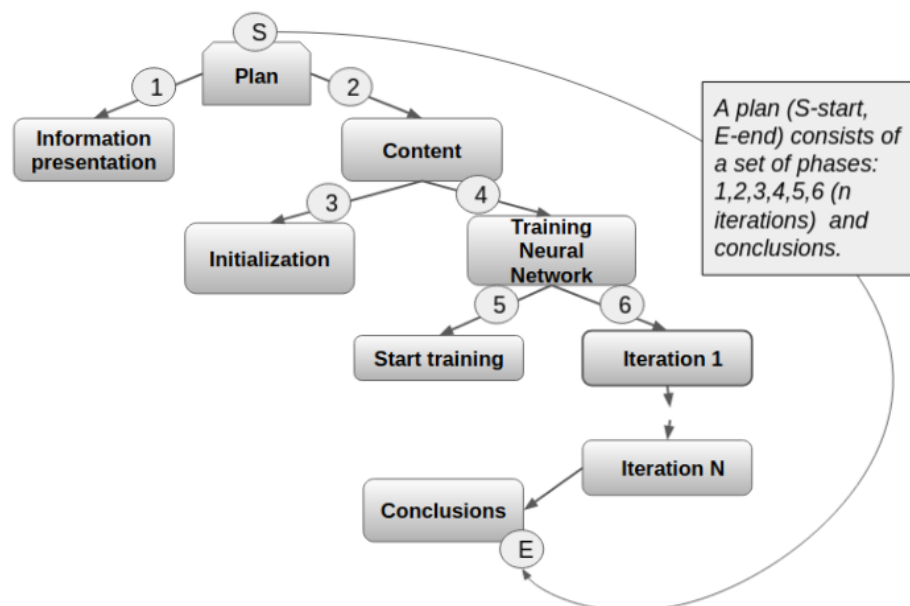 S
Plan
1
2
Information
presentation
Content
A plan (S-start,
E-end) consists of
a set of phases:
1,2,3,4,5,6 (n
iterations) and
conclusions.
3
4
Initialization
Training
Neural
Network
5
6
Start training
Iteration 1
Iteration N
Conclusions
E